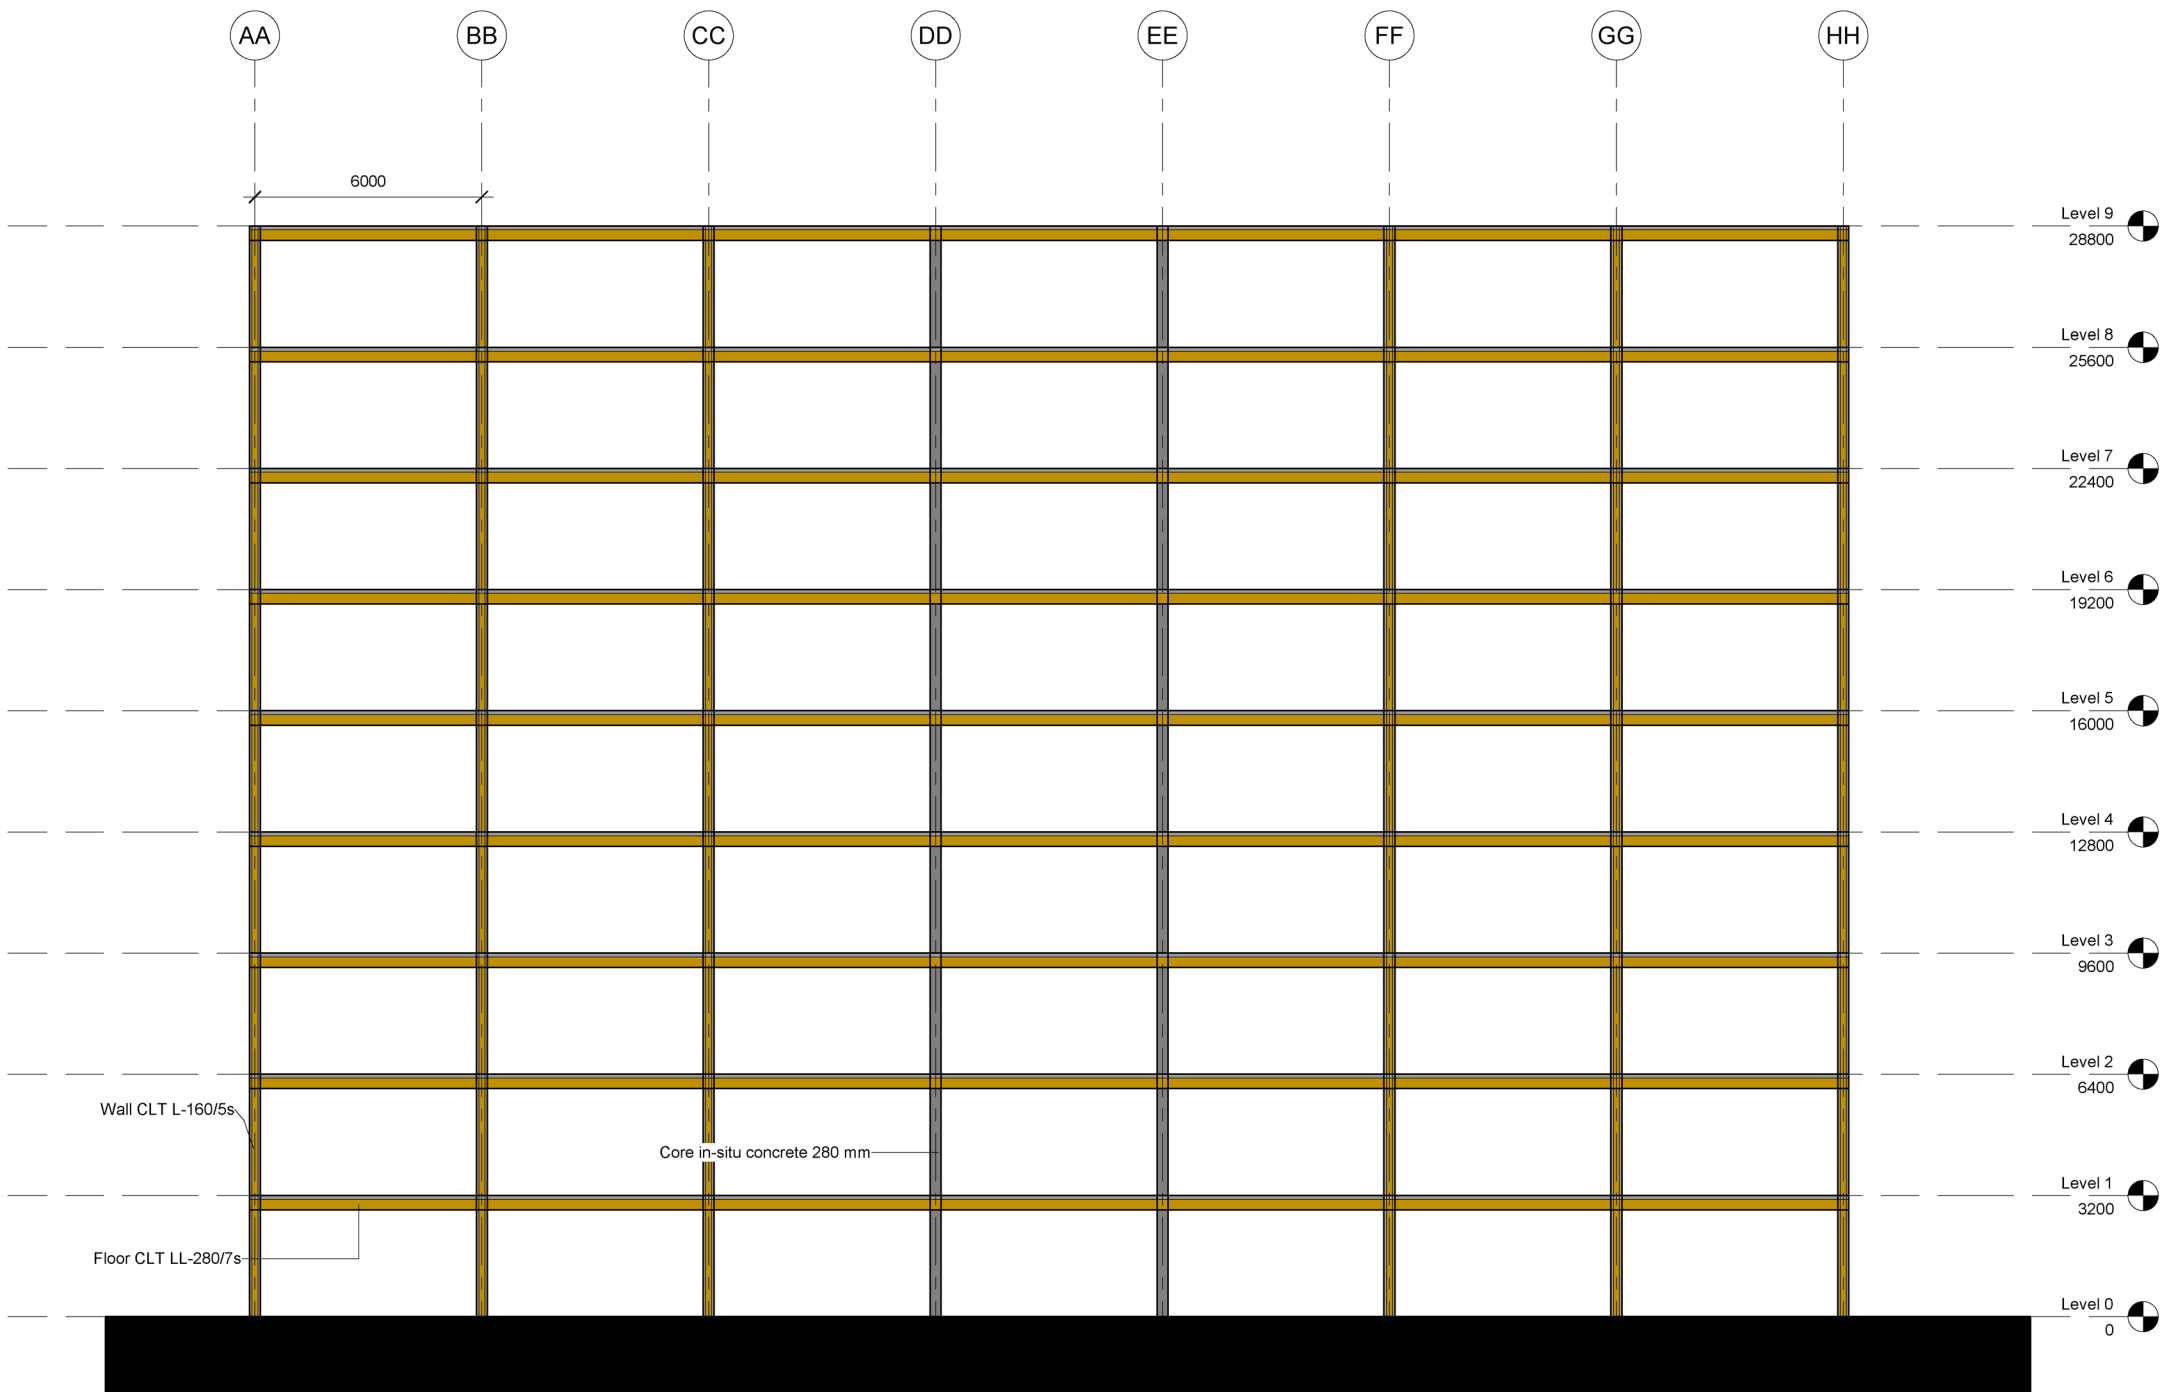 AA BB CC DD EE FF GG HH
6000
Level 9
28800
Level 8
25600
Level 7
22400
Level 6
19200
Level 5
16000
Level 4
12800
Level 3
9600
Level 2
6400
Wall CLT L-160/5s
Core in-situ concrete 280 mm
Level 1
3200
Floor CLT LL-280/7s
Level 0
0